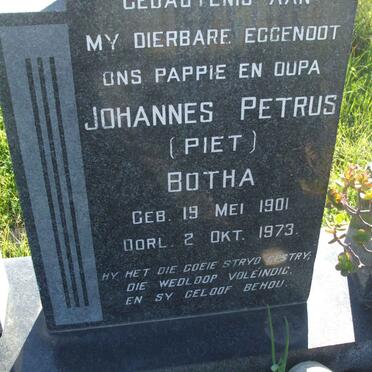 GEDAGTENIS AAN
MY DIERBARE EGGENOOT
ONS PAPPIE EN OUPA
JOHANNES PETRUS
(PIET)
BOTHA
GEB. 19 MEI 1901
OORL. 2 OKT. 1973.
HY HET DIE GOEIE STRYD GESTRY,
DIE WEDLOOP VOLEINDIG,
EN SY GELOOF BEHOU.